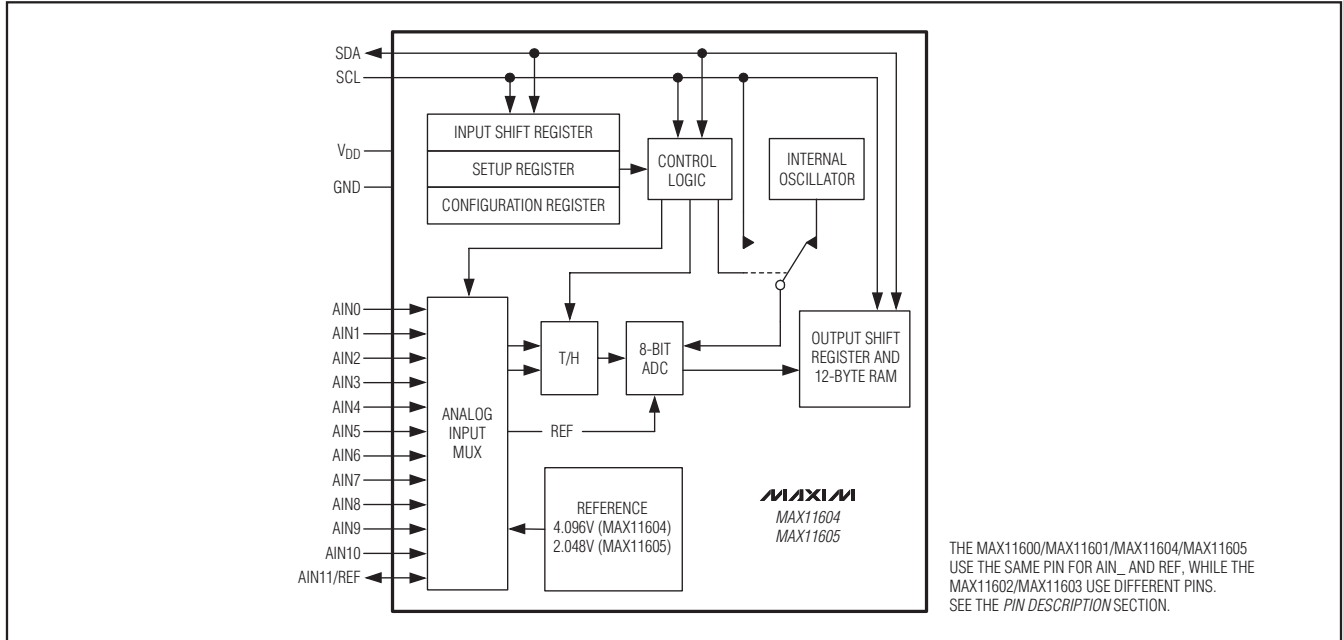 SDA
SCL
VDD
GND
INPUT SHIFT REGISTER
SETUP REGISTER
CONFIGURATION REGISTER
CONTROL
LOGIC
INTERNAL
OSCILLATOR
AIN0
AIN1
AIN2
AIN3
AIN4
AIN5
AIN6
AIN7
AIN8
AIN9
AIN10
AIN11/REF
ANALOG
INPUT
MUX
T/H
8-BIT
ADC
REF
OUTPUT SHIFT
REGISTER AND
12-BYTE RAM
REFERENCE
4.096V (MAX11604)
2.048V (MAX11605)
MAXIM
MAX11604
MAX11605
THE MAX11600/MAX11601/MAX11604/MAX11605
USE THE SAME PIN FOR AIN_ AND REF, WHILE THE
MAX11602/MAX11603 USE DIFFERENT PINS.
SEE THE PIN DESCRIPTION SECTION.